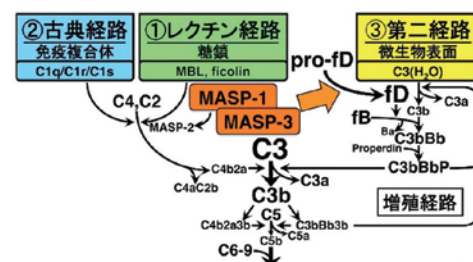 ②古典経路
免疫複合体
C1q/C1r/C1s
①レクチン経路
糖鎖
MBL, ficolin
③第二経路
微生物表面
C3(H₂O)
pro-fD
C4,C2
MASP-1
MASP-2
MASP-3
fD
C3b
C3a
fB
Ba
C3bBb
Properdin
C3
C4b2a
C3bBbP
C4aC2b
C3a
C3b
増殖経路
C5
C4b2a3b
C3bBb3b
C5b
C5a
C6-9